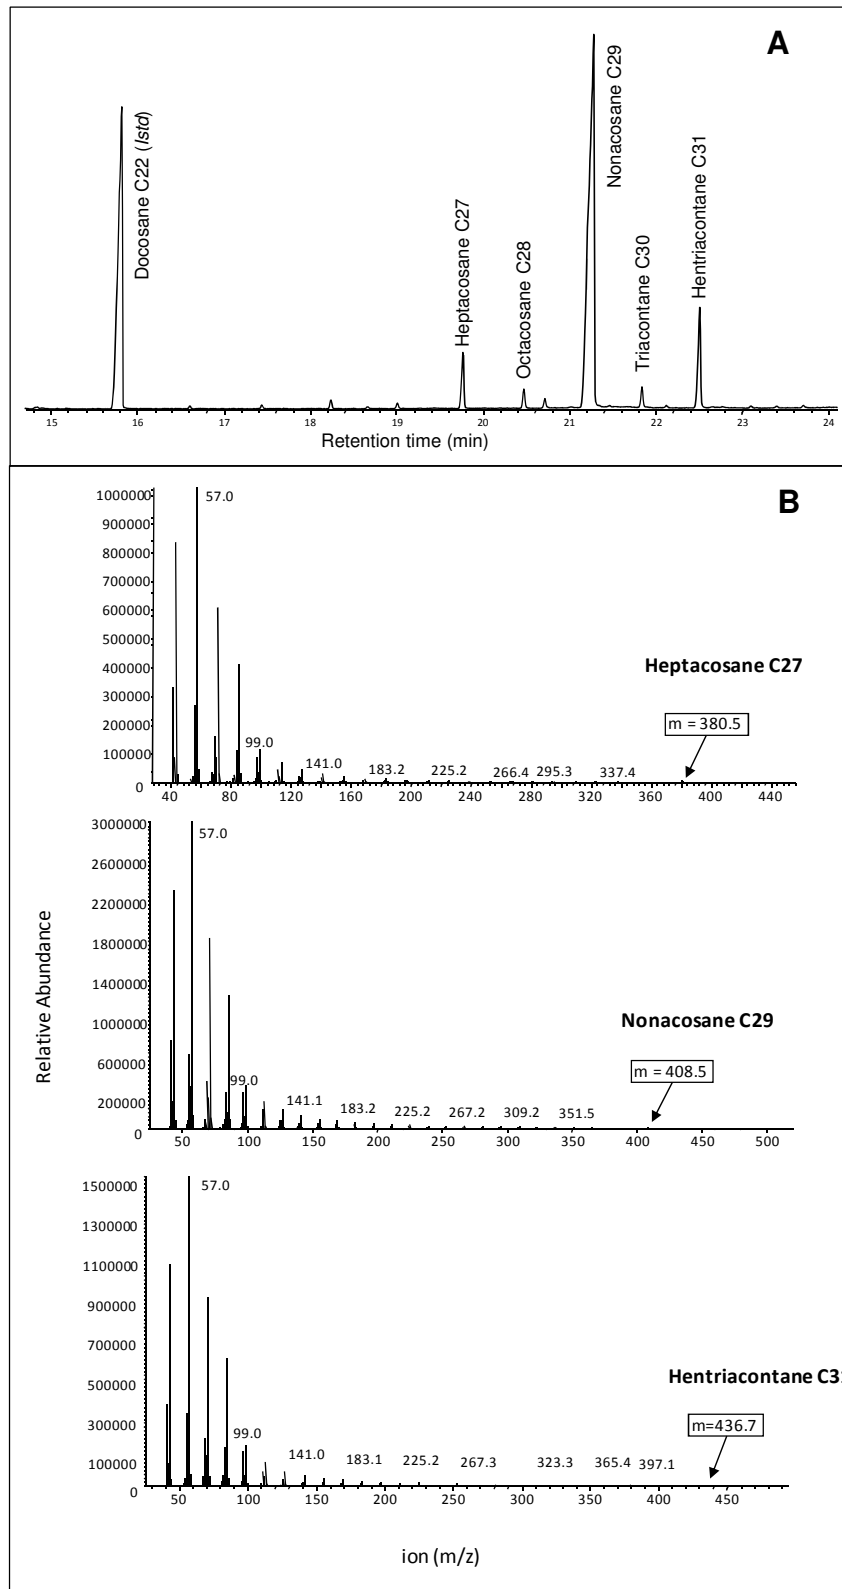 A
Docosane C22 (Istd)
Heptacosane C27
Octacosane C28
Nonacosane C29
Triacontane C30
Hentriacontane C31
15 16 17 18 19 20 21 22 23 24
Retention time (min)
B
Relative Abundance
1000000
900000
800000
700000
600000
500000
400000
300000
200000
100000
0
57.0
99.0
141.0
183.2
225.2
266.4
295.3
337.4
Heptacosane C27
m = 380.5
40 80 120 160 200 240 280 320 360 400 440
3000000
2600000
2200000
1800000
1400000
1000000
600000
200000
0
57.0
99.0
141.1
183.2
225.2
267.2
309.2
351.5
Nonacosane C29
m = 408.5
50 100 150 200 250 300 350 400 450 500
1500000
1300000
1100000
900000
700000
500000
300000
100000
0
57.0
99.0
141.0
183.1
225.2
267.3
323.3
365.4
397.1
Hentriacontane C3
m=436.7
50 100 150 200 250 300 350 400 450
ion (m/z)